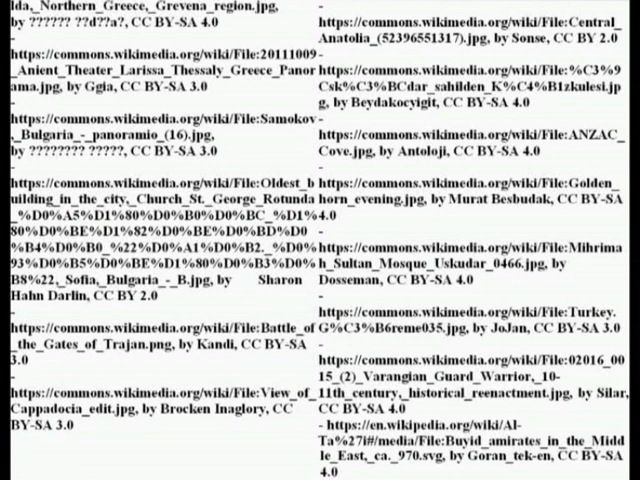 lda,_Northern_Greece,_Grevena_region.jpg,
by ?????? ??d??a?, CC BY-SA 4.0
-
https://commons.wikimedia.org/wiki/File:20111009
_Anient_Theater_Larissa_Thessaly_Greece_Panor
ama.jpg, by Ggia, CC BY-SA 3.0
-
https://commons.wikimedia.org/wiki/File:Samokov
,_Bulgaria_-_panoramio_(16).jpg,
by ???????? ?????, CC BY-SA 3.0
-
https://commons.wikimedia.org/wiki/File:Oldest_b
uilding_in_the_city,_Church_St._George_Rotunda
_%D0%A5%D1%80%D0%B0%D0%BC_%D1%
80%D0%BE%D1%82%D0%BE%D0%BD%D0
%B4%D0%B0_%22%D0%A1%D0%B2._%D0%
93%D0%B5%D0%BE%D1%80%D0%B3%D0%
B8%22,_Sofia,_Bulgaria_-_B.jpg, by Sharon
Hahn Darlin, CC BY 2.0
-
https://commons.wikimedia.org/wiki/File:Battle_of
_the_Gates_of_Trajan.png, by Kandi, CC BY-SA
3.0
-
https://commons.wikimedia.org/wiki/File:View_of_
Cappadocia_edit.jpg, by Brocken Inaglory, CC
BY-SA 3.0
-
https://commons.wikimedia.org/wiki/File:Central_
Anatolia_(52396551317).jpg, by Sonse, CC BY 2.0
-
https://commons.wikimedia.org/wiki/File:%C3%9
Csk%C3%BCdar_sahilden_K%C4%B1zkulesi.jp
g, by Beydakocyigit, CC BY-SA 4.0
-
https://commons.wikimedia.org/wiki/File:ANZAC_
Cove.jpg, by Antoloji, CC BY-SA 4.0
-
https://commons.wikimedia.org/wiki/File:Golden_
horn_evening.jpg, by Murat Besbudak, CC BY-SA
4.0
-
https://commons.wikimedia.org/wiki/File:Mihrima
h_Sultan_Mosque_Uskudar_0466.jpg, by
Dosseman, CC BY-SA 4.0
-
https://commons.wikimedia.org/wiki/File:Turkey.
G%C3%B6reme035.jpg, by JoJan, CC BY-SA 3.0
-
https://commons.wikimedia.org/wiki/File:02016_00
15_(2)_Varangian_Guard_Warrior,_10-
11th_century,_historical_reenactment.jpg, by Silar,
CC BY-SA 4.0
- https://en.wikipedia.org/wiki/Al-
Ta%27i#/media/File:Buyid_amirates_in_the_Midd
le_East,_ca._970.svg, by Goran_tek-en, CC BY-SA
4.0